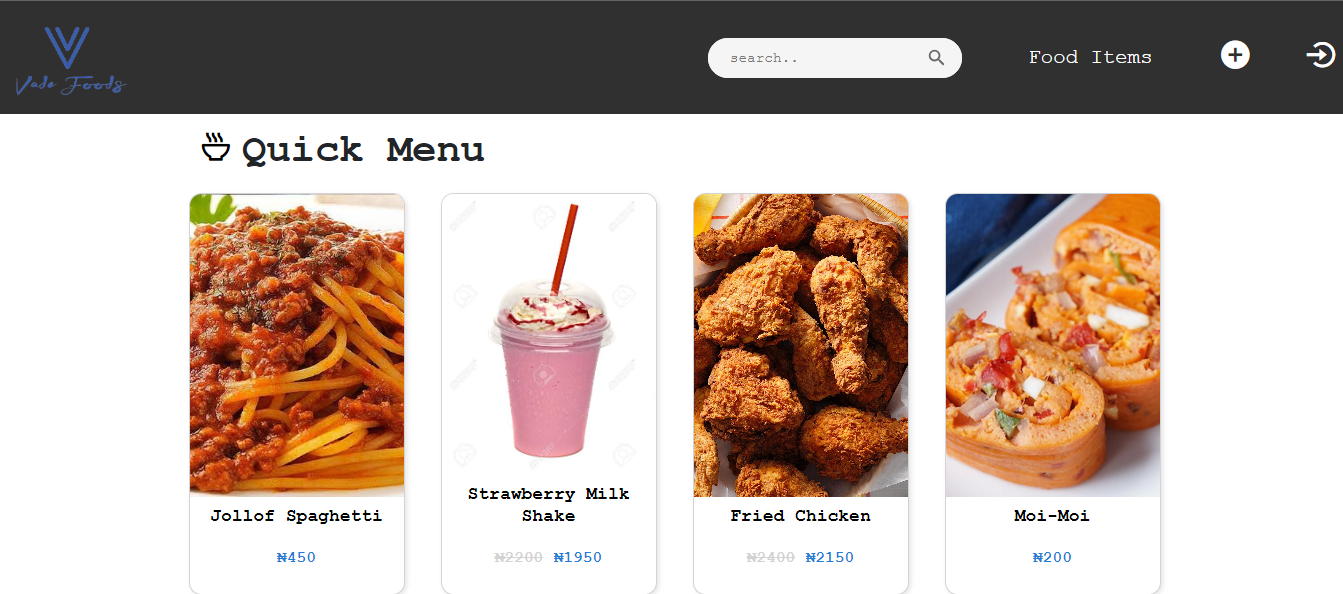 Vade Foods
search..
Food Items
Quick Menu
Jollof Spaghetti
₦450
Strawberry Milk
Shake
₦2200 ₦1950
Fried Chicken
₦2400 ₦2150
Moi-Moi
₦200